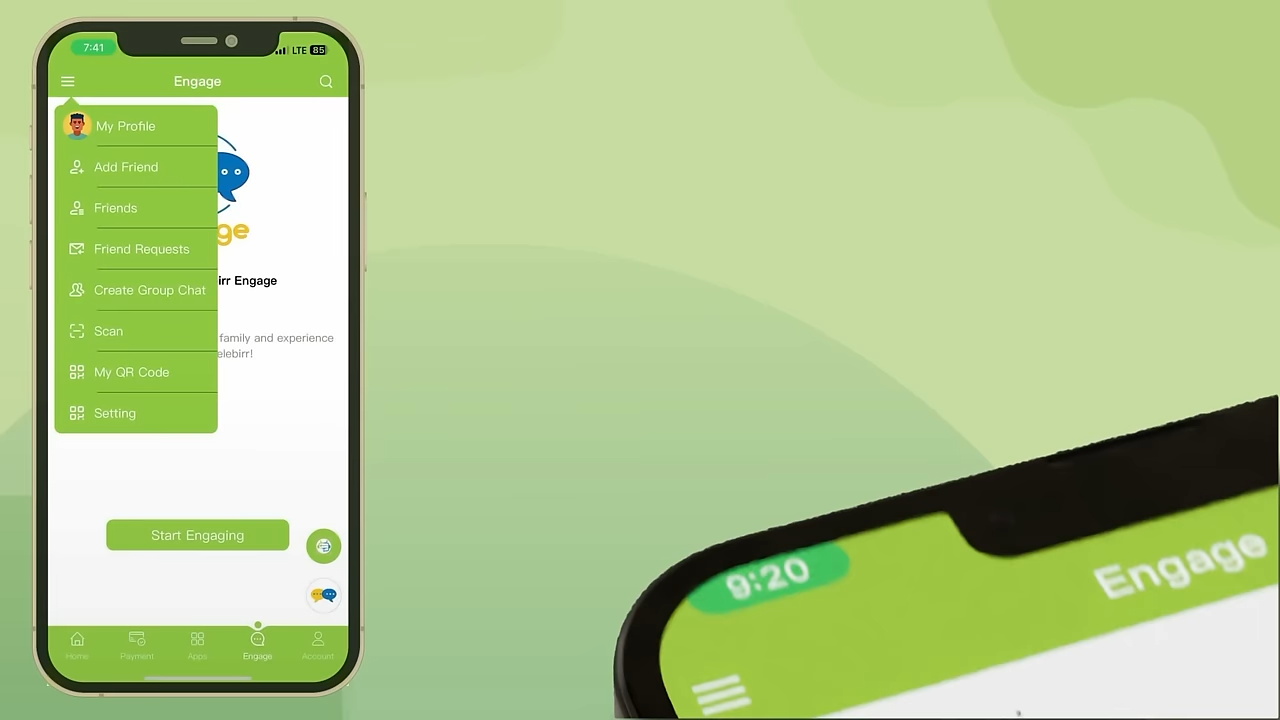 7:41
LTE 85
Engage
My Profile
Add Friend
Friends
Friend Requests
Create Group Chat
Scan
My QR Code
Setting
ge
irr Engage
family and experience
elebirr!
Start Engaging
Home
Payment
Apps
Engage
Account
9:20
Engage